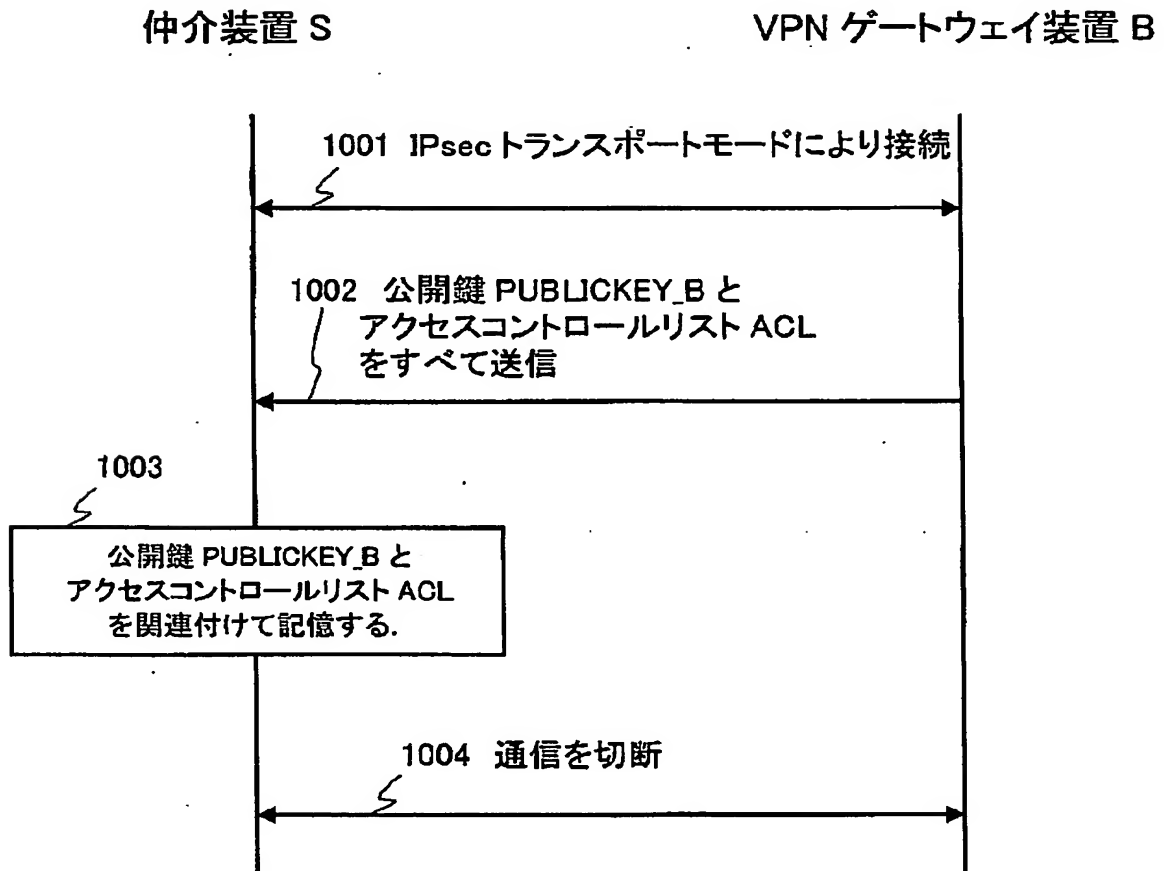 仲介装置 S
VPN ゲートウェイ装置 B
1001 IPsec トランスポートモードにより接続
1002 公開鍵 PUBLICKEY_B と
アクセスコントロールリスト ACL
をすべて送信
1003
公開鍵 PUBLICKEY_B と
アクセスコントロールリスト ACL
を関連付けて記憶する.
1004 通信を切断